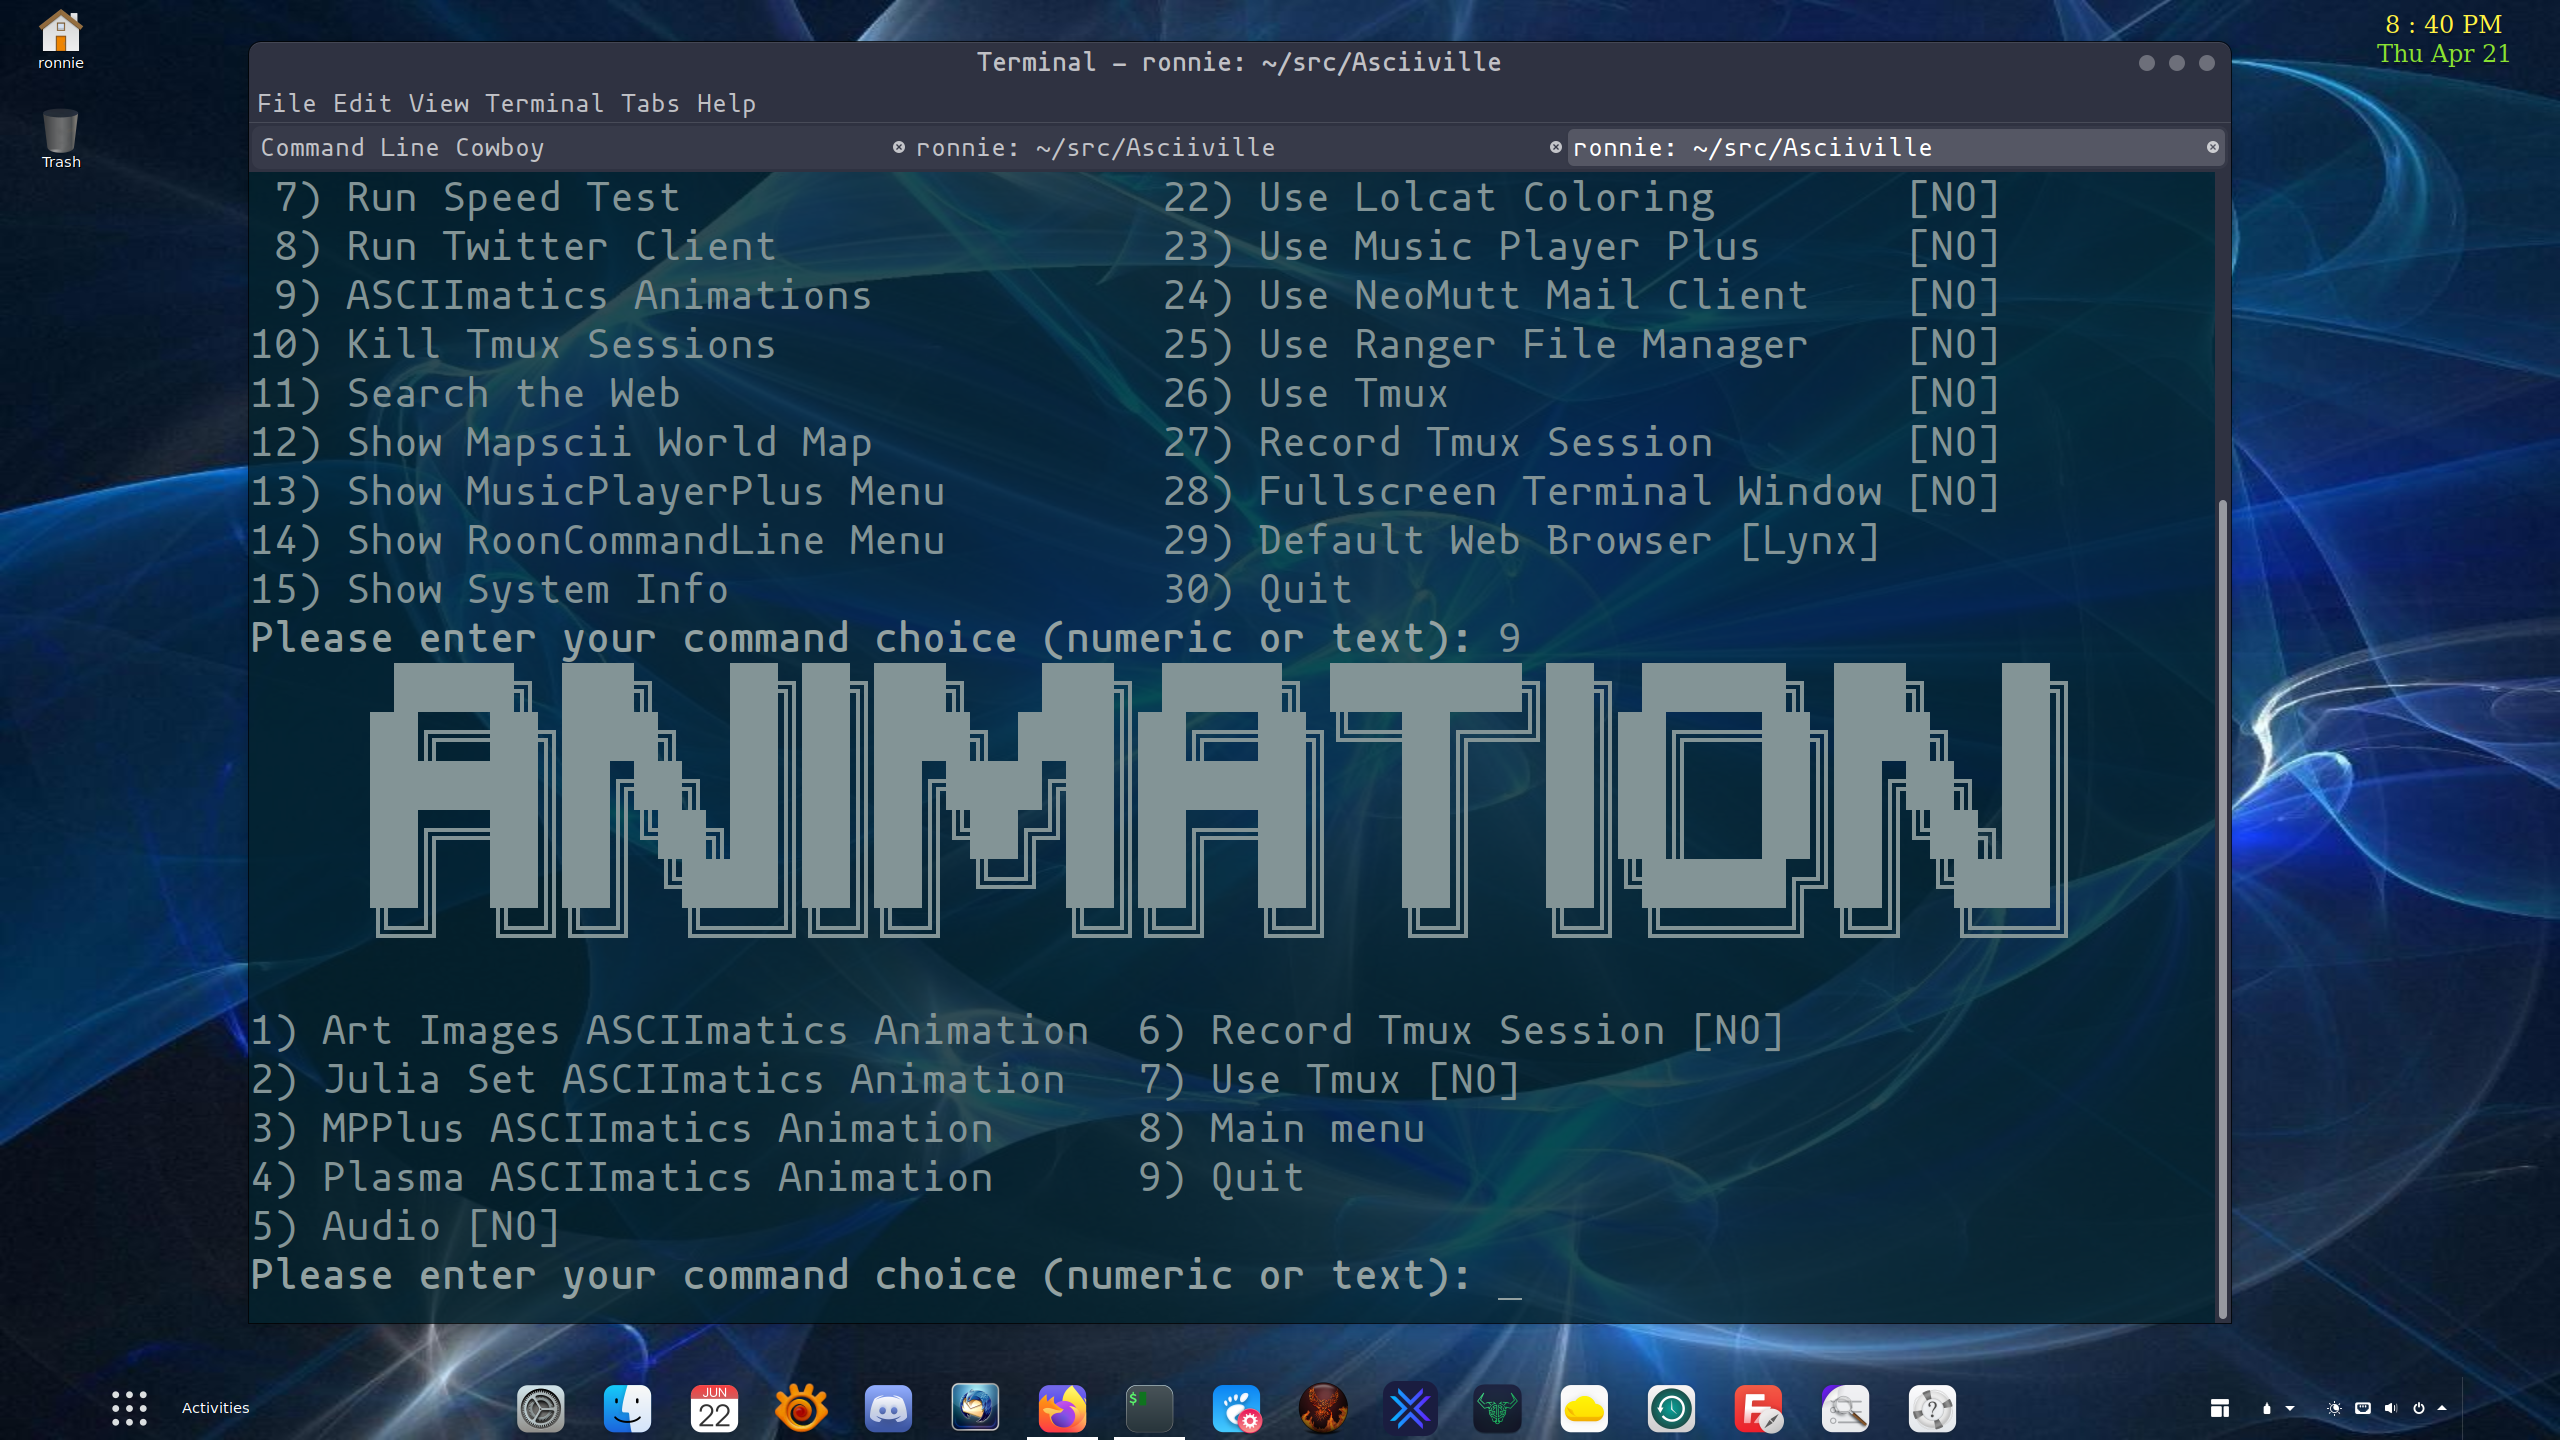 ronnie
Trash
8 : 40 PM
Thu Apr 21
Terminal - ronnie: ~/src/Asciiville
File Edit View Terminal Tabs Help
Command Line Cowboy ronnie: ~/src/Asciiville ronnie: ~/src/Asciiville
7) Run Speed Test 22) Use Lolcat Coloring [NO]
8) Run Twitter Client 23) Use Music Player Plus [NO]
9) ASCIImatics Animations 24) Use NeoMutt Mail Client [NO]
10) Kill Tmux Sessions 25) Use Ranger File Manager [NO]
11) Search the Web 26) Use Tmux [NO]
12) Show Mapscii World Map 27) Record Tmux Session [NO]
13) Show MusicPlayerPlus Menu 28) Fullscreen Terminal Window [NO]
14) Show RoonCommandLine Menu 29) Default Web Browser [Lynx]
15) Show System Info 30) Quit
Please enter your command choice (numeric or text): 9
ANIMATION
1) Art Images ASCIImatics Animation 6) Record Tmux Session [NO]
2) Julia Set ASCIImatics Animation 7) Use Tmux [NO]
3) MPPlus ASCIImatics Animation 8) Main menu
4) Plasma ASCIImatics Animation 9) Quit
5) Audio [NO]
Please enter your command choice (numeric or text): _
Activities
JUN
22
$
F
?